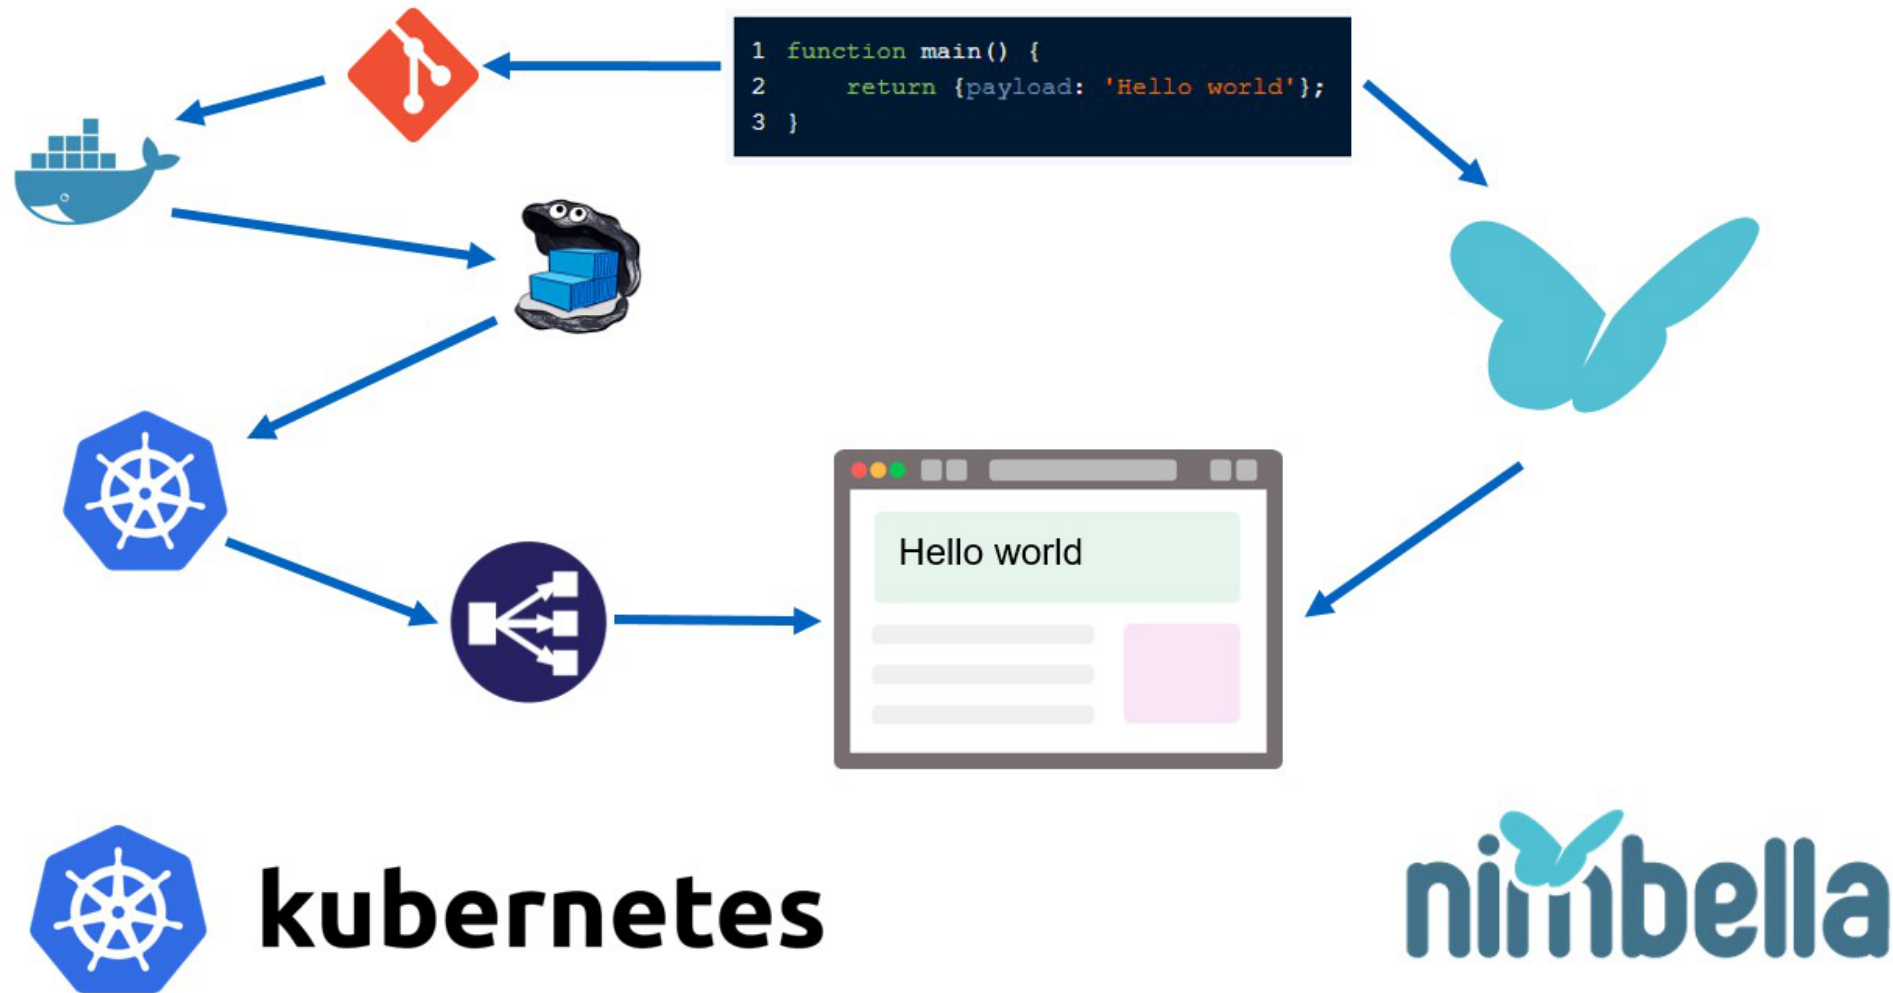 1 function main() {
2     return {payload: 'Hello world'};
3 }
Hello world
kubernetes
nimbella